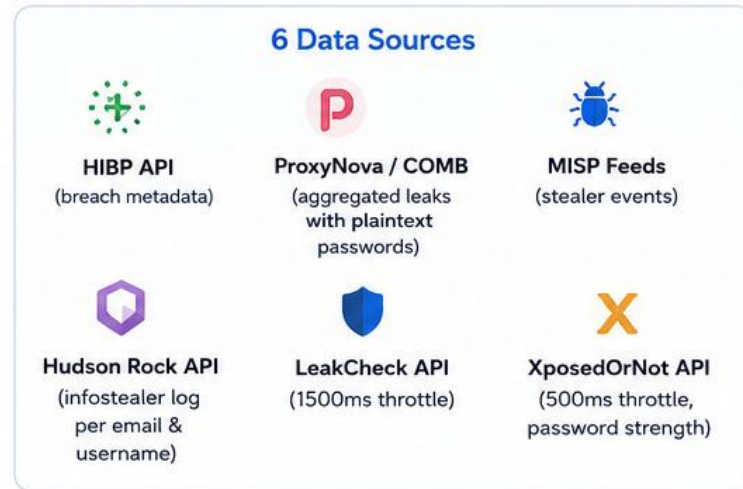 6 Data Sources
P
HIBP API
(breach metadata)
ProxyNova / COMB
(aggregated leaks
with plaintext
passwords)
MISP Feeds
(stealer events)
X
Hudson Rock API
(infostealer log
per email &
username)
LeakCheck API
(1500ms throttle)
XposedOrNot API
(500ms throttle,
password strength)